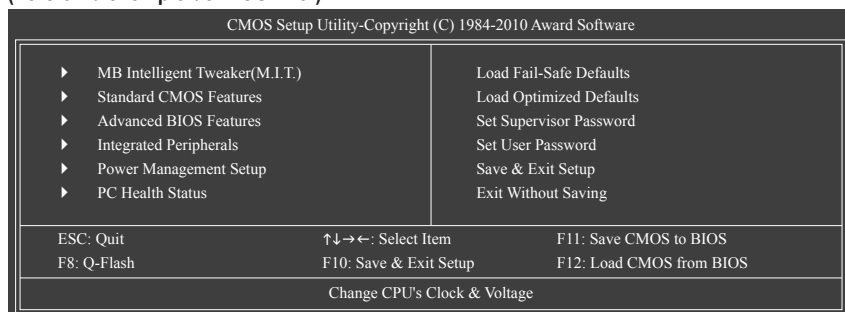 CMOS Setup Utility-Copyright (C) 1984-2010 Award Software
MB Intelligent Tweaker(M.I.T.)
Standard CMOS Features
Advanced BIOS Features
Integrated Peripherals
Power Management Setup
PC Health Status
Load Fail-Safe Defaults
Load Optimized Defaults
Set Supervisor Password
Set User Password
Save & Exit Setup
Exit Without Saving
ESC: Quit ↑↓→←: Select Item F11: Save CMOS to BIOS
F8: Q-Flash F10: Save & Exit Setup F12: Load CMOS from BIOS
Change CPU's Clock & Voltage